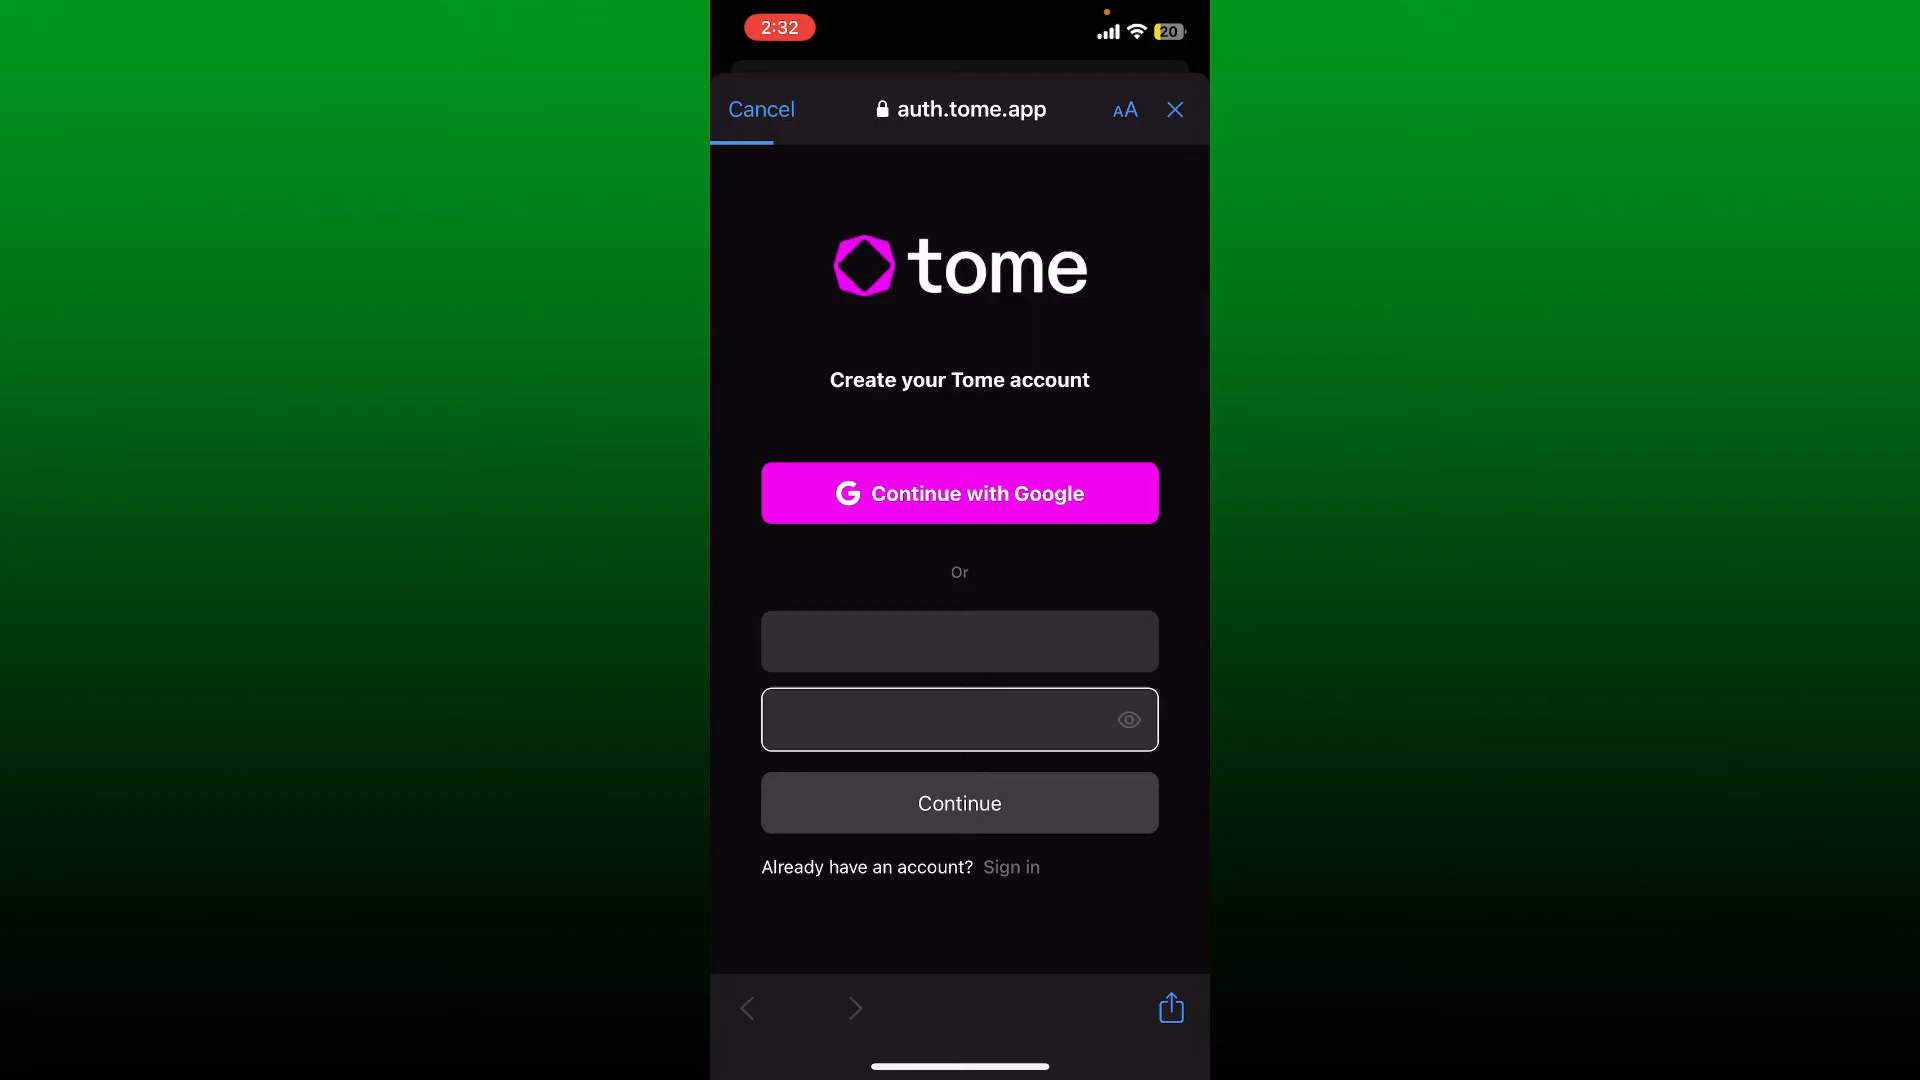 2:32
20
Cancel
auth.tome.app
AA
tome
Create your Tome account
G Continue with Google
Or
Continue
Already have an account? Sign in